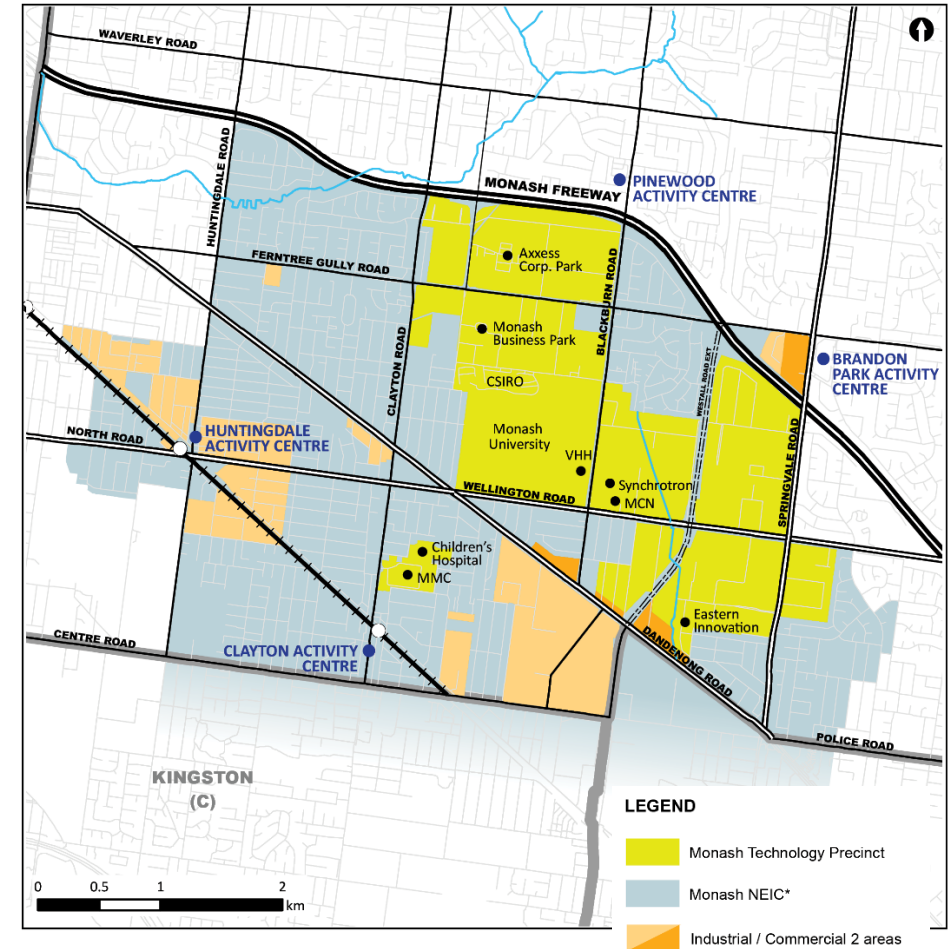 WAVERLEY ROAD
HUNTINGDALE ROAD
MONASH FREEWAY
PINEWOOD
ACTIVITY CENTRE
FERNTREE GULLY ROAD
Axxess
Corp. Park
BLACKBURN ROAD
CLAYTON ROAD
Monash
Business Park
WESTALL ROAD EXT
BRANDON
PARK ACTIVITY
CENTRE
CSIRO
NORTH ROAD
HUNTINGDALE
ACTIVITY CENTRE
Monash
University
VHH
Synchrotron
MCN
WELLINGTON ROAD
SPRINGVALE ROAD
Children's
Hospital
MMC
Eastern
Innovation
CENTRE ROAD
CLAYTON ACTIVITY
CENTRE
DANDENONG ROAD
POLICE ROAD
KINGSTON
(C)
LEGEND
Monash Technology Precinct
Monash NEIC*
Industrial / Commercial 2 areas
0 0.5 1 2
km